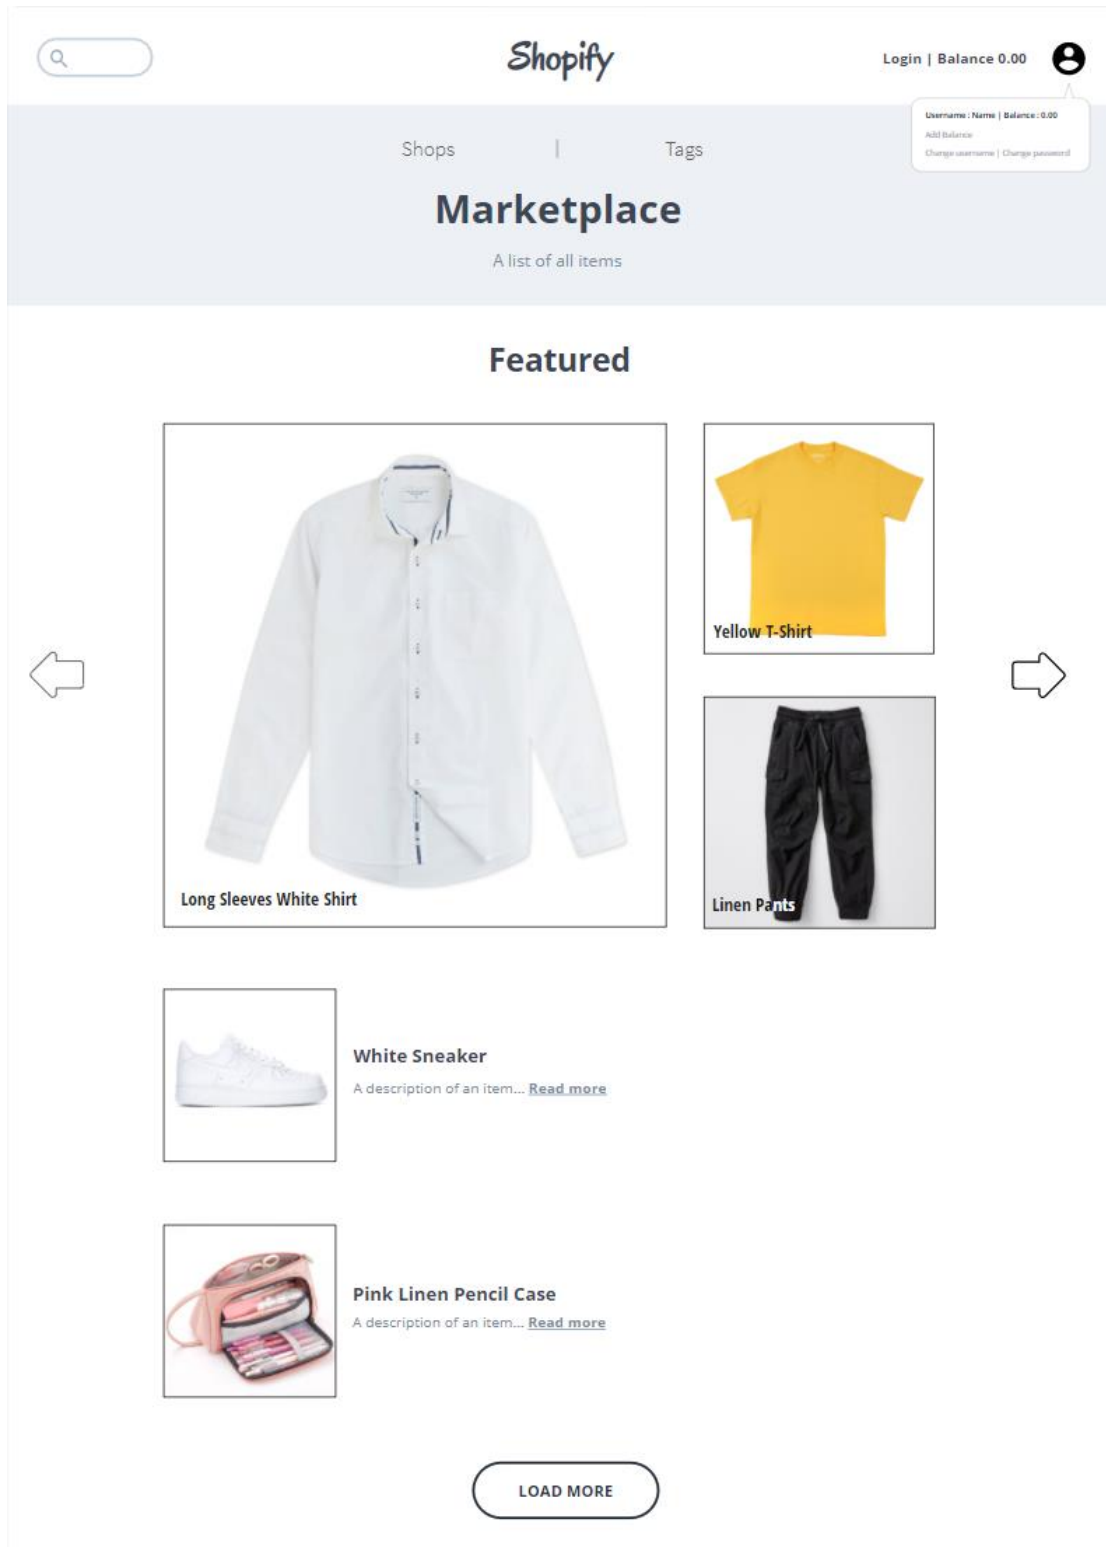 Shopify
Login | Balance 0.00
Username : Name | Balance : 0.00
Add Balance
Change username | Change password
Shops | Tags
Marketplace
A list of all items
Featured
Long Sleeves White Shirt
Yellow T-Shirt
Linen Pants
White Sneaker
A description of an item... Read more
Pink Linen Pencil Case
A description of an item... Read more
LOAD MORE